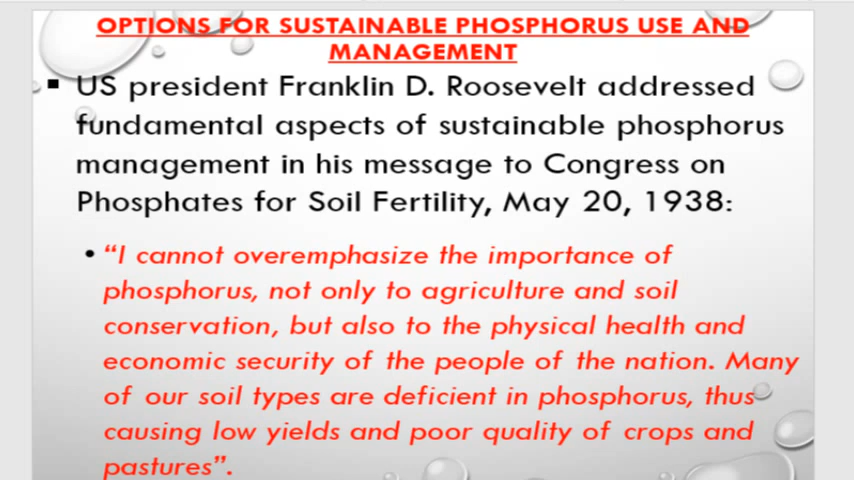 OPTIONS FOR SUSTAINABLE PHOSPHORUS USE AND
MANAGEMENT
▪ US president Franklin D. Roosevelt addressed
fundamental aspects of sustainable phosphorus
management in his message to Congress on
Phosphates for Soil Fertility, May 20, 1938:
• “I cannot overemphasize the importance of
phosphorus, not only to agriculture and soil
conservation, but also to the physical health and
economic security of the people of the nation. Many
of our soil types are deficient in phosphorus, thus
causing low yields and poor quality of crops and
pastures”.